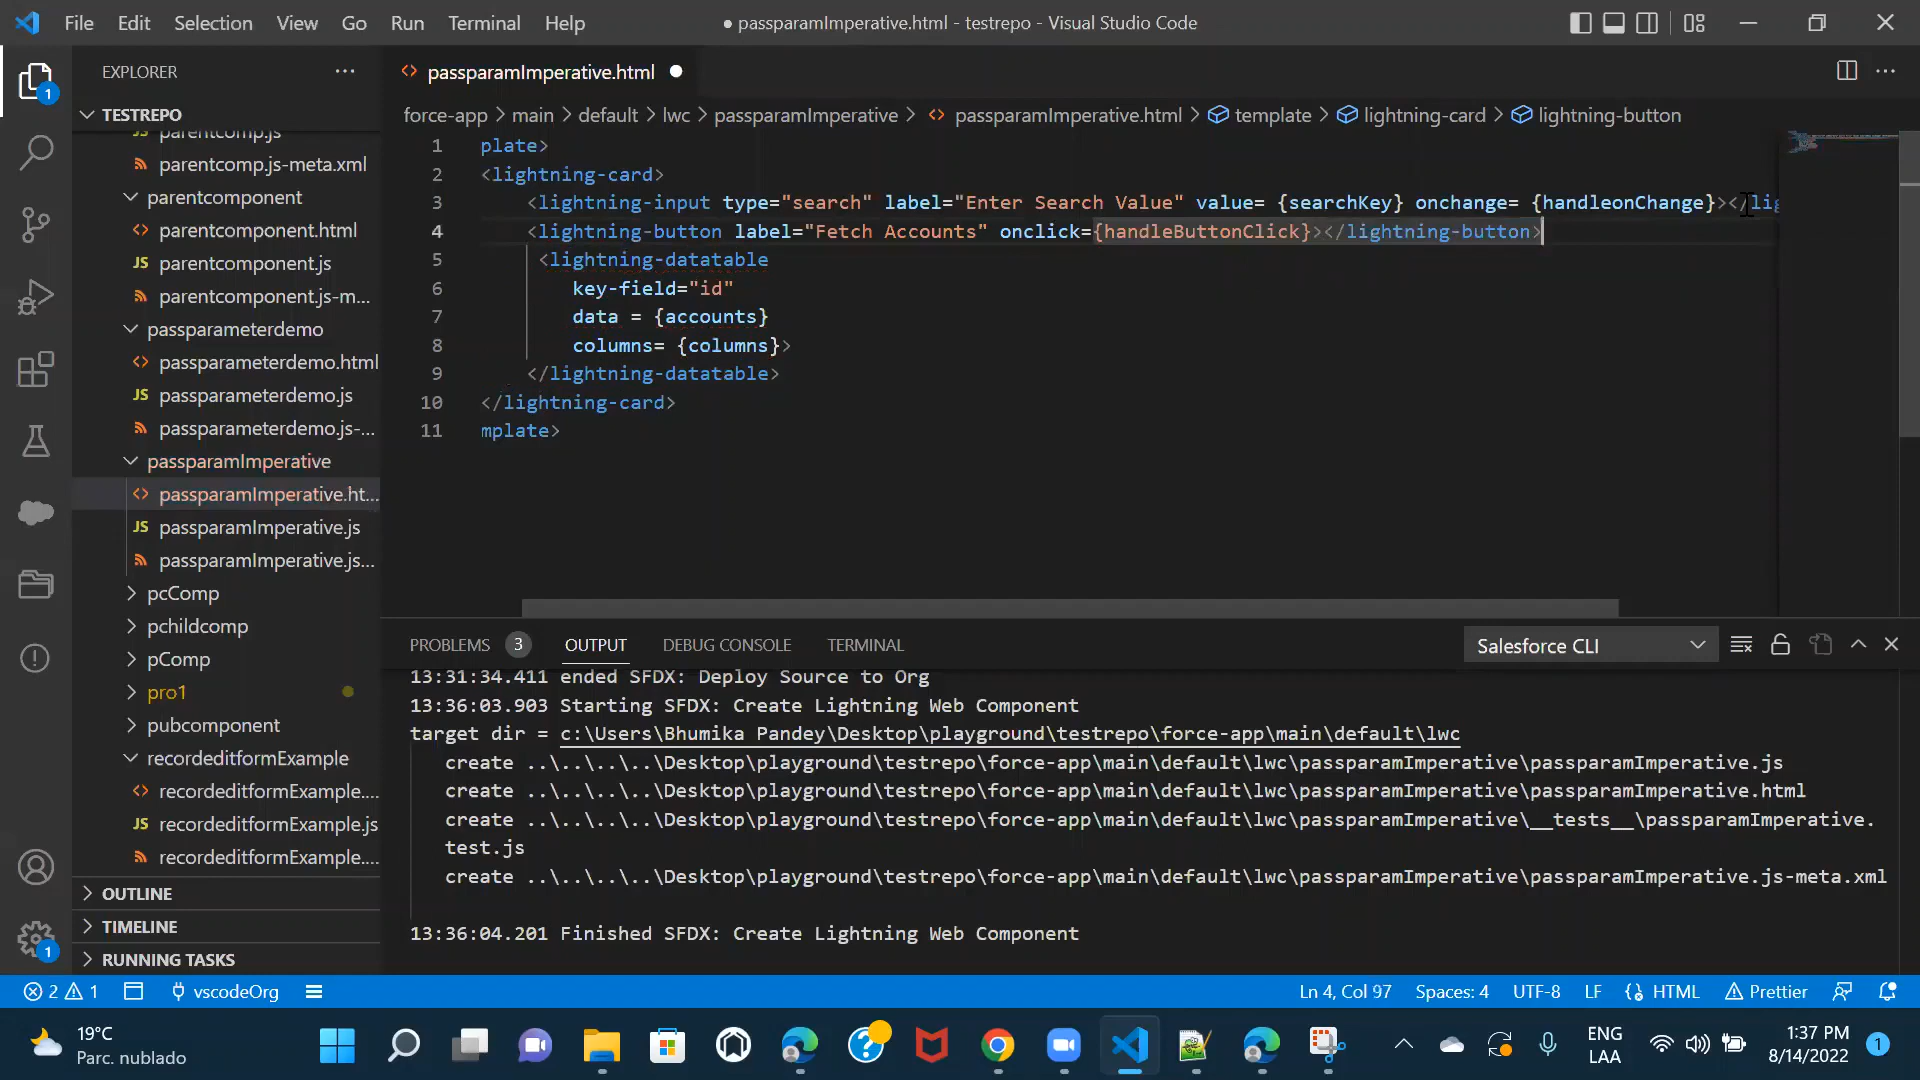 File Edit Selection View Go Run Terminal Help
● passparamImperative.html - testrepo - Visual Studio Code
EXPLORER
TESTREPO
parentcomp.js
parentcomp.js-meta.xml
parentcomponent
parentcomponent.html
parentcomponent.js
parentcomponent.js-m...
passparameterdemo
passparameterdemo.html
passparameterdemo.js
passparameterdemo.js-...
passparamImperative
passparamImperative.ht...
passparamImperative.js
passparamImperative.js...
pcComp
pchildcomp
pComp
pro1
pubcomponent
recordeditformExample
recordeditformExample....
recordeditformExample.js
recordeditformExample....
OUTLINE
TIMELINE
RUNNING TASKS
passparamImperative.html
force-app > main > default > lwc > passparamImperative > passparamImperative.html > template > lightning-card > lightning-button
1 plate>
2 <lightning-card>
3 <lightning-input type="search" label="Enter Search Value" value= {searchKey} onchange= {handleonChange}></lig
4 <lightning-button label="Fetch Accounts" onclick={handleButtonClick}></lightning-button>
5 <lightning-datatable
6 key-field="id"
7 data = {accounts}
8 columns= {columns}>
9 </lightning-datatable>
10 </lightning-card>
11 mplate>
PROBLEMS 3 OUTPUT DEBUG CONSOLE TERMINAL Salesforce CLI
13:31:34.411 ended SFDX: Deploy Source to Org
13:36:03.903 Starting SFDX: Create Lightning Web Component
target dir = c:\Users\Bhumika Pandey\Desktop\playground\testrepo\force-app\main\default\lwc
create ..\..\..\..\Desktop\playground\testrepo\force-app\main\default\lwc\passparamImperative\passparamImperative.js
create ..\..\..\..\Desktop\playground\testrepo\force-app\main\default\lwc\passparamImperative\passparamImperative.html
create ..\..\..\..\Desktop\playground\testrepo\force-app\main\default\lwc\passparamImperative\__tests__\passparamImperative.
test.js
create ..\..\..\..\Desktop\playground\testrepo\force-app\main\default\lwc\passparamImperative\passparamImperative.js-meta.xml
13:36:04.201 Finished SFDX: Create Lightning Web Component
2 1 vscodeOrg Ln 4, Col 97 Spaces: 4 UTF-8 LF HTML Prettier
19°C
Parc. nublado
ENG
LAA
1:37 PM
8/14/2022
1